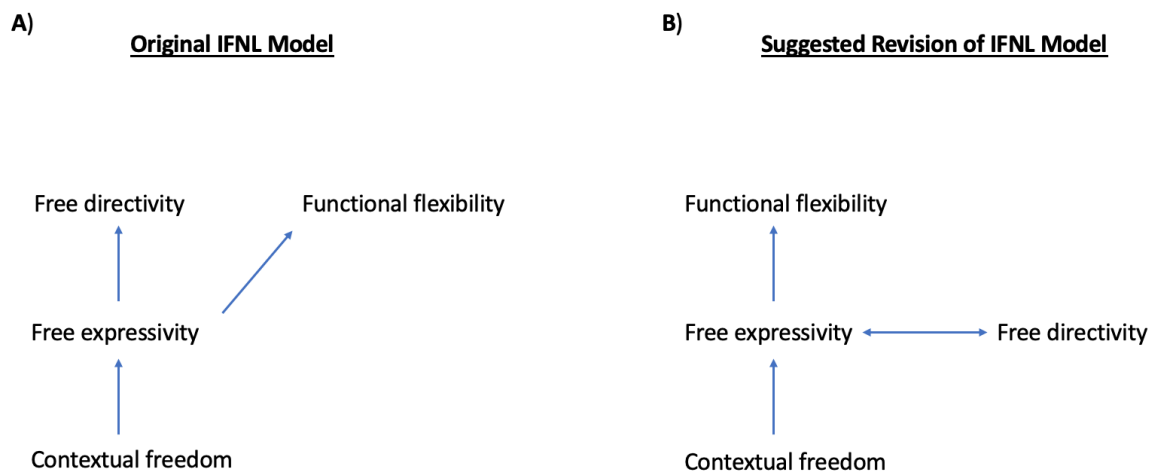 A)
Original IFNL Model
Free directivity
Functional flexibility
Free expressivity
Contextual freedom
B)
Suggested Revision of IFNL Model
Functional flexibility
Free expressivity
Free directivity
Contextual freedom